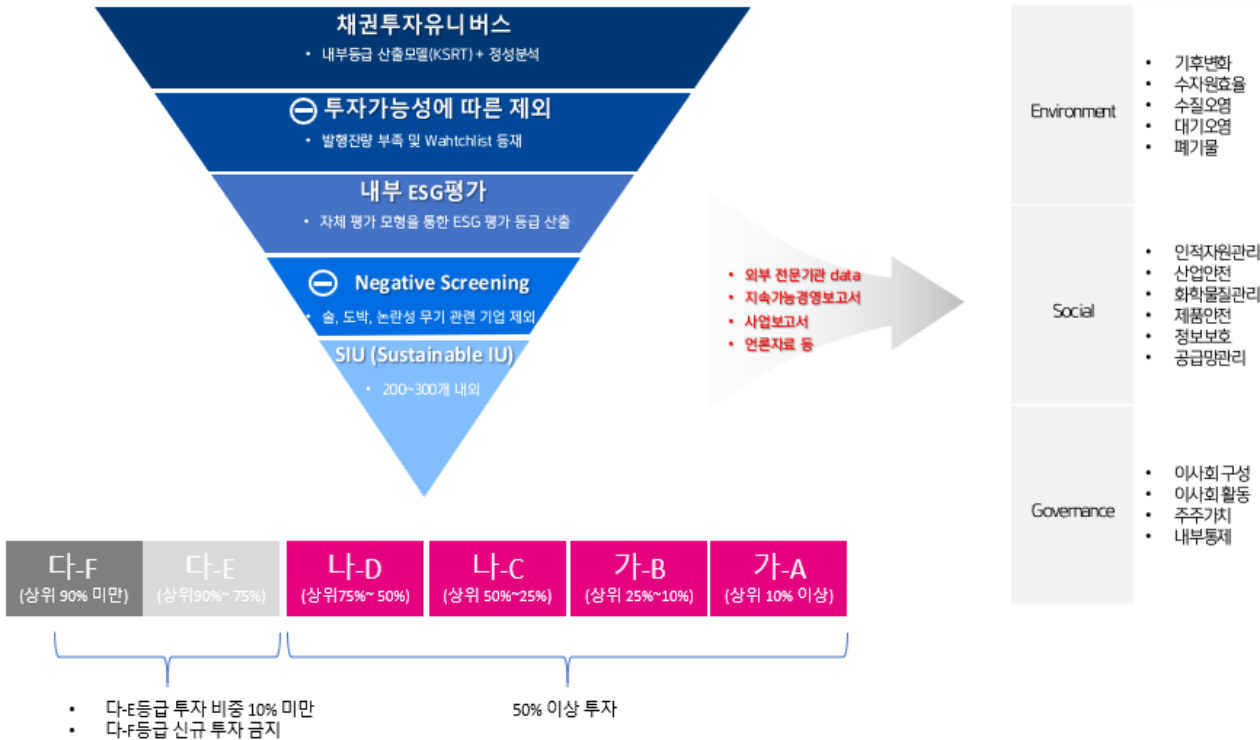 채권투자유니버스
• 내부등급 산출모델(KSRT) + 정성분석
투자가능성에 따른 제외
• 발행잔량 부족 및 Wahtchlist 등재
내부 ESG평가
• 자체 평가 모형을 통한 ESG 평가 등급 산출
Negative Screening
• 술, 도박, 논란성 무기 관련 기업 제외
SIU (Sustainable IU)
• 200~300개 내외
• 외부 전문기관 data
• 지속가능경영보고서
• 사업보고서
• 언론자료 등
Environment
• 기후변화
• 수자원효율
• 수질오염
• 대기오염
• 폐기물
Social
• 인적자원관리
• 산업안전
• 화학물질관리
• 제품안전
• 정보보호
• 공급망관리
Governance
• 이사회 구성
• 이사회 활동
• 주주가치
• 내부통제
다-F
(상위 90% 미만)
다-E
(상위90%~ 75%)
나-D
(상위75%~ 50%)
나-C
(상위 50%~25%)
가-B
(상위 25%~10%)
가-A
(상위 10% 이상)
• 다-E등급 투자 비중 10% 미만
• 다-F등급 신규 투자 금지
50% 이상 투자